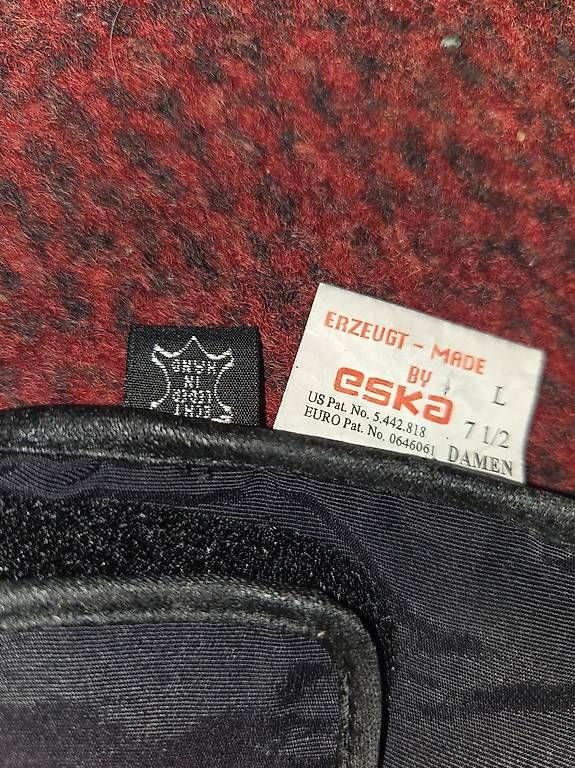 ERZEUGT - MADE
BY
eska L
US Pat. No. 5.442.818 7 1/2
EURO Pat. No. 0646061 DAMEN
ECHT
IN
HAND